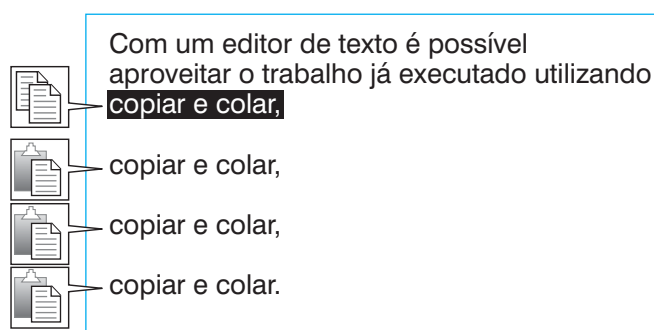 Com um editor de texto é possível
aproveitar o trabalho já executado utilizando
copiar e colar,
copiar e colar,
copiar e colar,
copiar e colar.